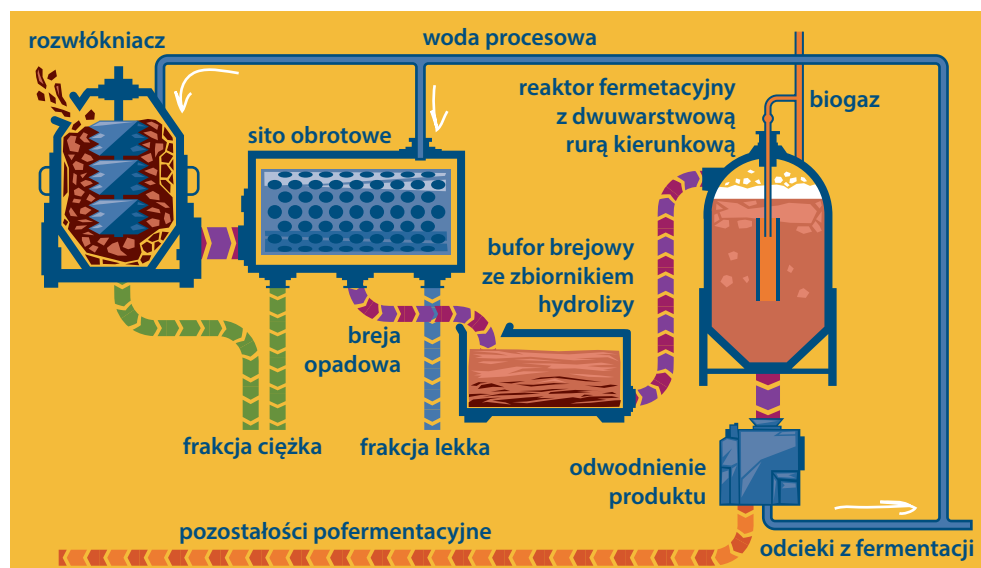 rozwłókniacz
woda procesowa
reaktor fermetacyjny
z dwuwarstwową
rurą kierunkową
biogaz
sito obrotowe
bufor brejowy
ze zbiornikiem
hydrolizy
breja
opadowa
frakcja ciężka
frakcja lekka
odwodnienie
produktu
pozostałości pofermentacyjne
odcieki z fermentacji